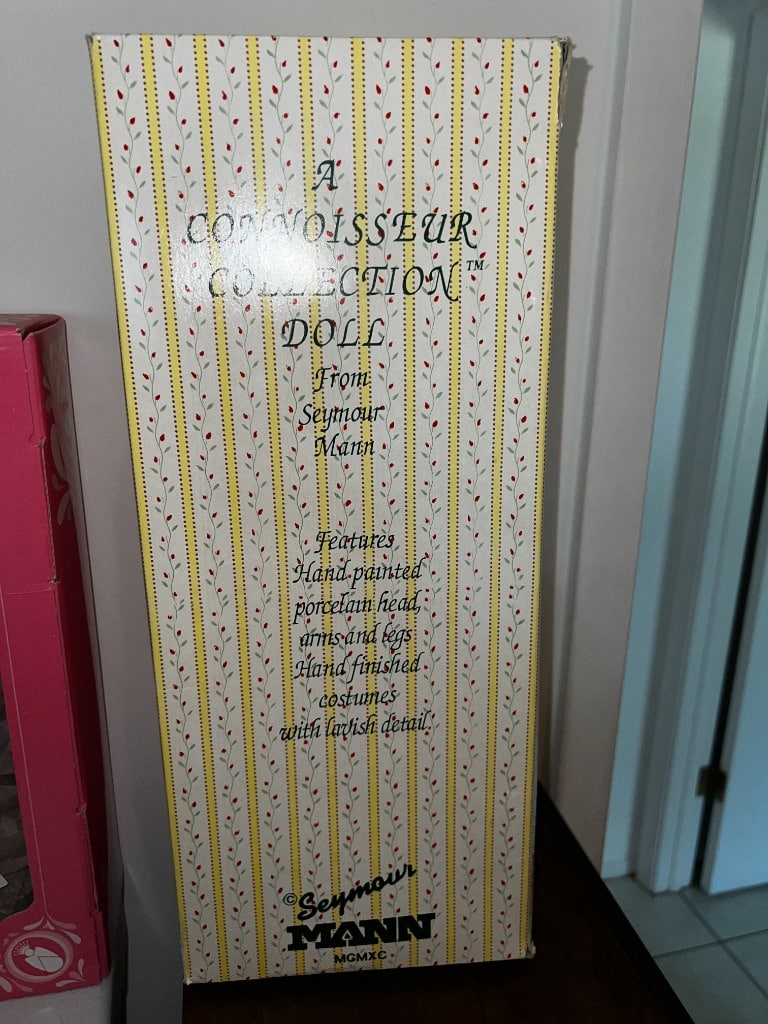 A
CONNOISSEUR
COLLECTION™
DOLL
From
Seymour
Mann
Features
Hand painted
porcelain head,
arms and legs
Hand finished
costumes
with lavish detail.
©Seymour
MANN
MCMXC